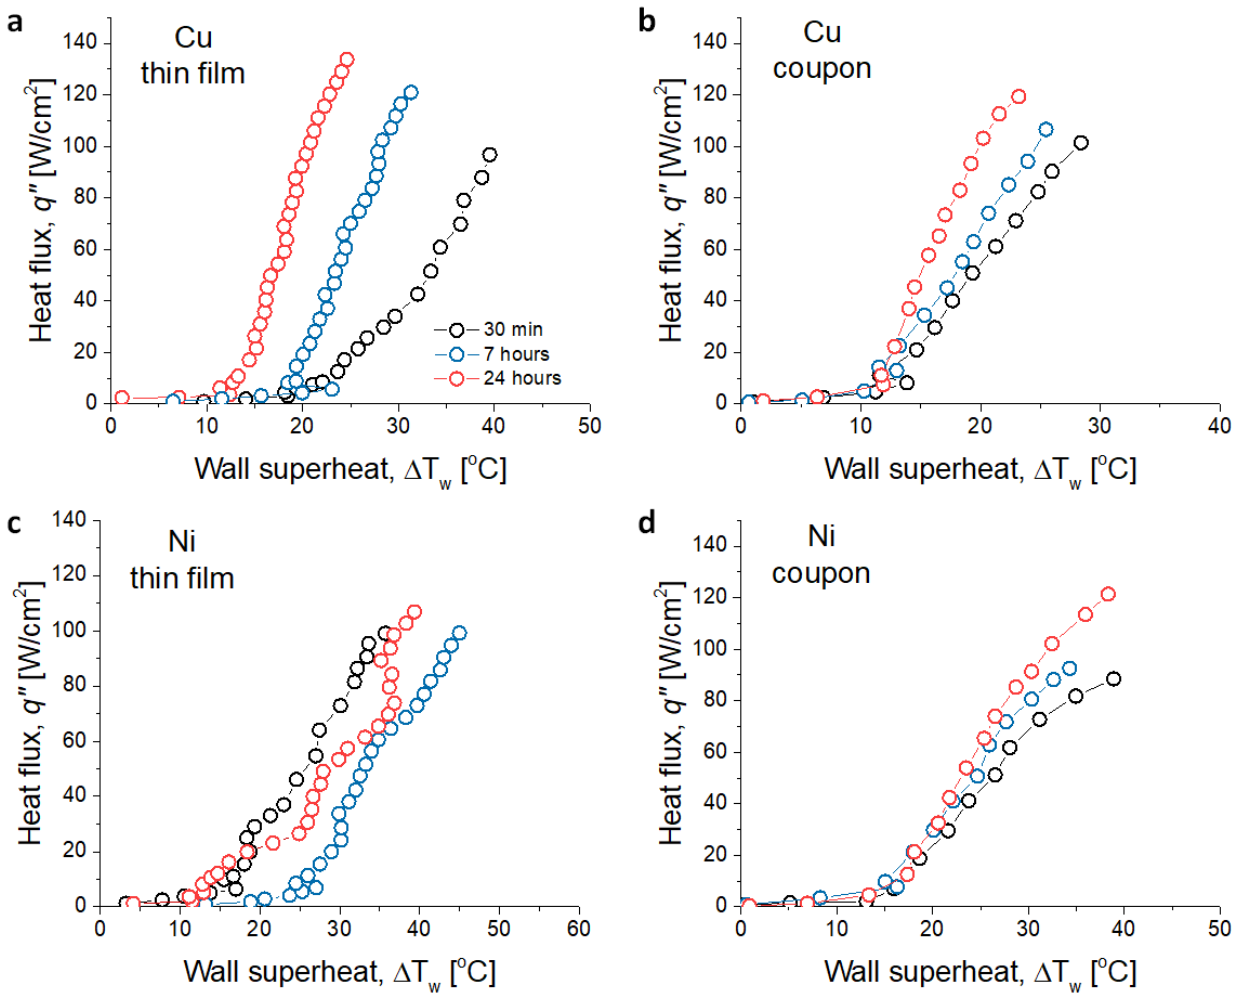 a
Cu
thin film
140
120
100
80
60
40
20
0
Heat flux, q″ [W/cm²]
30 min
7 hours
24 hours
0 10 20 30 40 50
Wall superheat, ΔT_w [°C]
b
Cu
coupon
140
120
100
80
60
40
20
0
Heat flux, q″ [W/cm²]
0 10 20 30 40
Wall superheat, ΔT_w [°C]
c
Ni
thin film
140
120
100
80
60
40
20
0
Heat flux, q″ [W/cm²]
0 10 20 30 40 50 60
Wall superheat, ΔT_w [°C]
d
Ni
coupon
140
120
100
80
60
40
20
0
Heat flux, q″ [W/cm²]
0 10 20 30 40 50
Wall superheat, ΔT_w [°C]